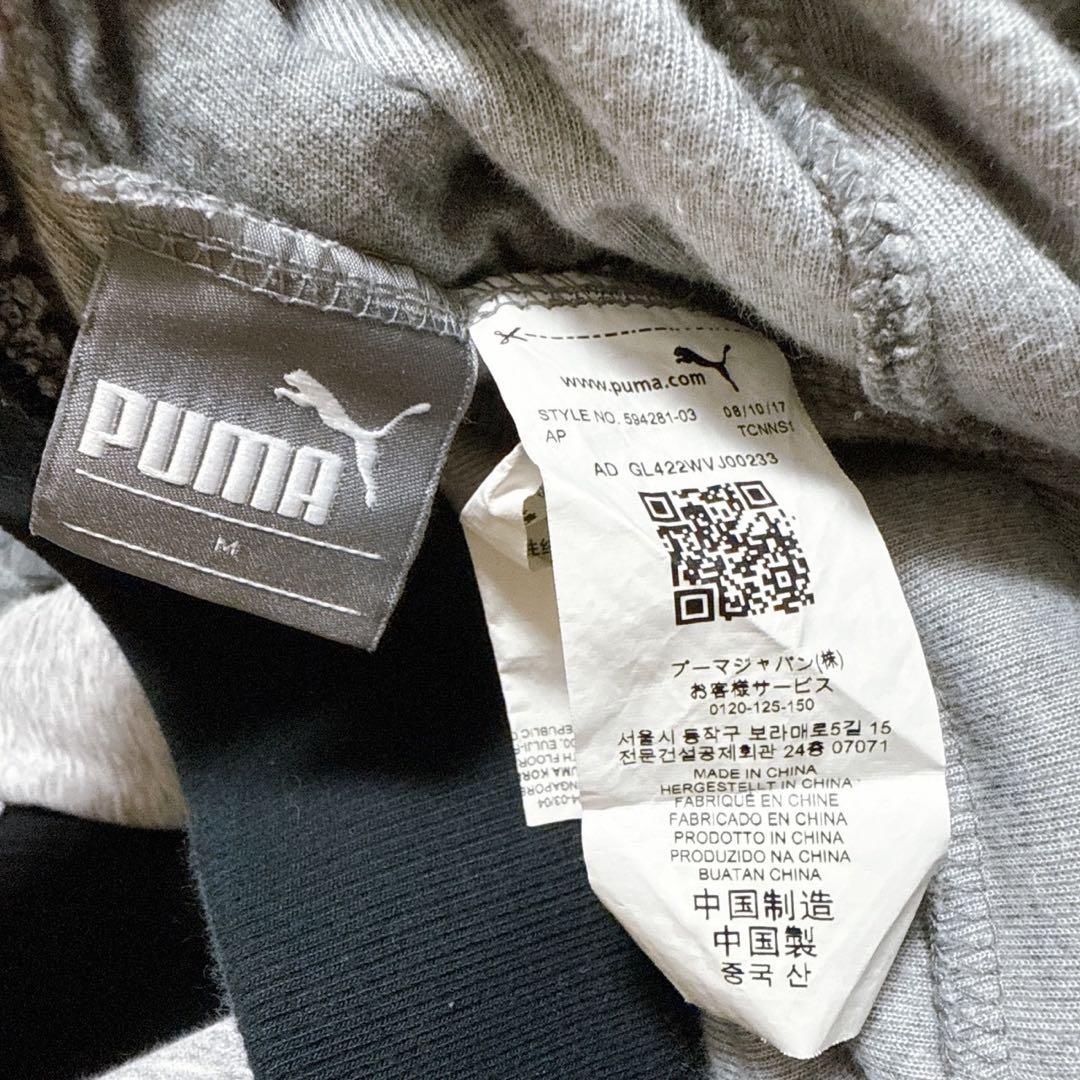 PUMA
M
www.puma.com
STYLE NO. 594281-03 08/10/17
AP TCNNS1
AD GL422WVJ00233
プーマジャパン(株)
お客様サービス
0120-125-150
서울시 동작구 보라매로5길 15
전문건설공제회관 24층 07071
MADE IN CHINA
HERGESTELLT IN CHINA
FABRIQUÉ EN CHINE
FABRICADO EN CHINA
PRODOTTO IN CHINA
PRODUZIDO NA CHINA
BUATAN CHINA
中国制造
中国製
중국 산